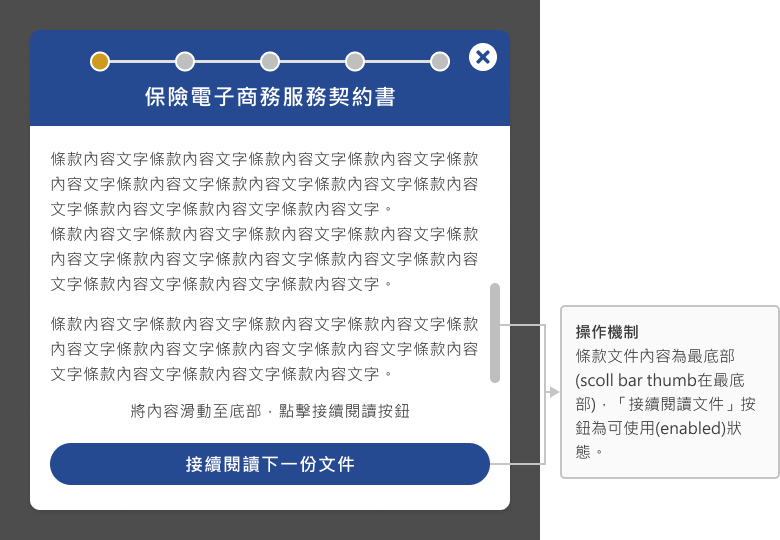 保險電子商務服務契約書
條款內容文字條款內容文字條款內容文字條款內容文字條款
內容文字條款內容文字條款內容文字條款內容文字條款內容
文字條款內容文字條款內容文字條款內容文字。
條款內容文字條款內容文字條款內容文字條款內容文字條款
內容文字條款內容文字條款內容文字條款內容文字條款內容
文字條款內容文字條款內容文字條款內容文字。
條款內容文字條款內容文字條款內容文字條款內容文字條款
內容文字條款內容文字條款內容文字條款內容文字條款內容
文字條款內容文字條款內容文字條款內容文字。
將內容滑動至底部，點擊接續閱讀按鈕
接續閱讀下一份文件
操作機制
條款文件內容為最底部
(scoll bar thumb在最底
部)，「接續閱讀文件」按
鈕為可使用(enabled)狀
態。